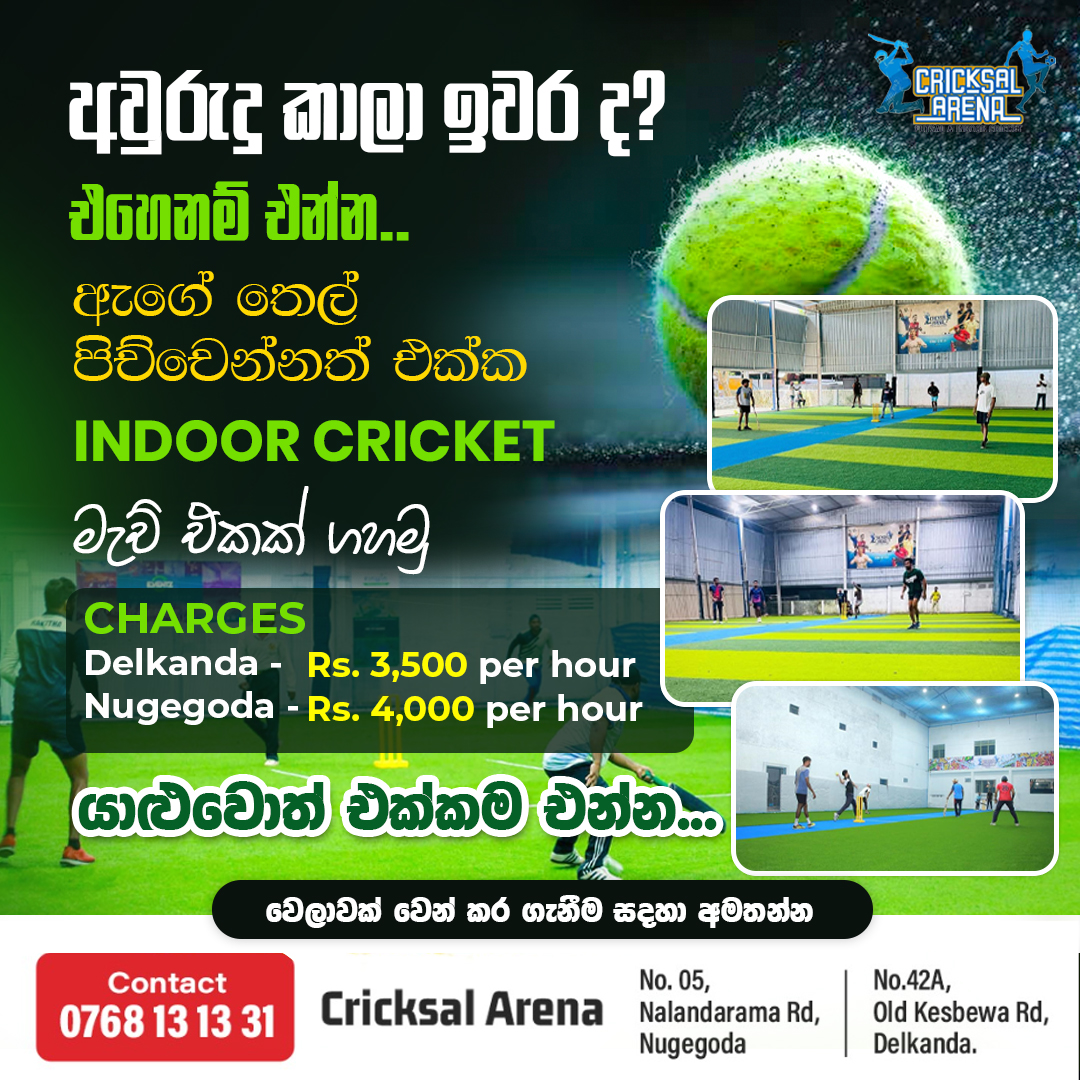 CRICKSAL
ARENA
අවුරුදු කාලා ඉවර ද?
එහෙනම් එන්න..
ඇගේ තෙල්
පිච්චෙන්නත් එක්ක
INDOOR CRICKET
මැච් එකක් ගහමු
CHARGES
Delkanda - Rs. 3,500 per hour
Nugegoda - Rs. 4,000 per hour
යාළුවොත් එක්කම එන්න...
වෙලාවක් වෙන් කර ගැනීම සදහා අමතන්න
Contact
0768 13 13 31
Cricksal Arena
No. 05,
Nalandarama Rd,
Nugegoda
No.42A,
Old Kesbewa Rd,
Delkanda.